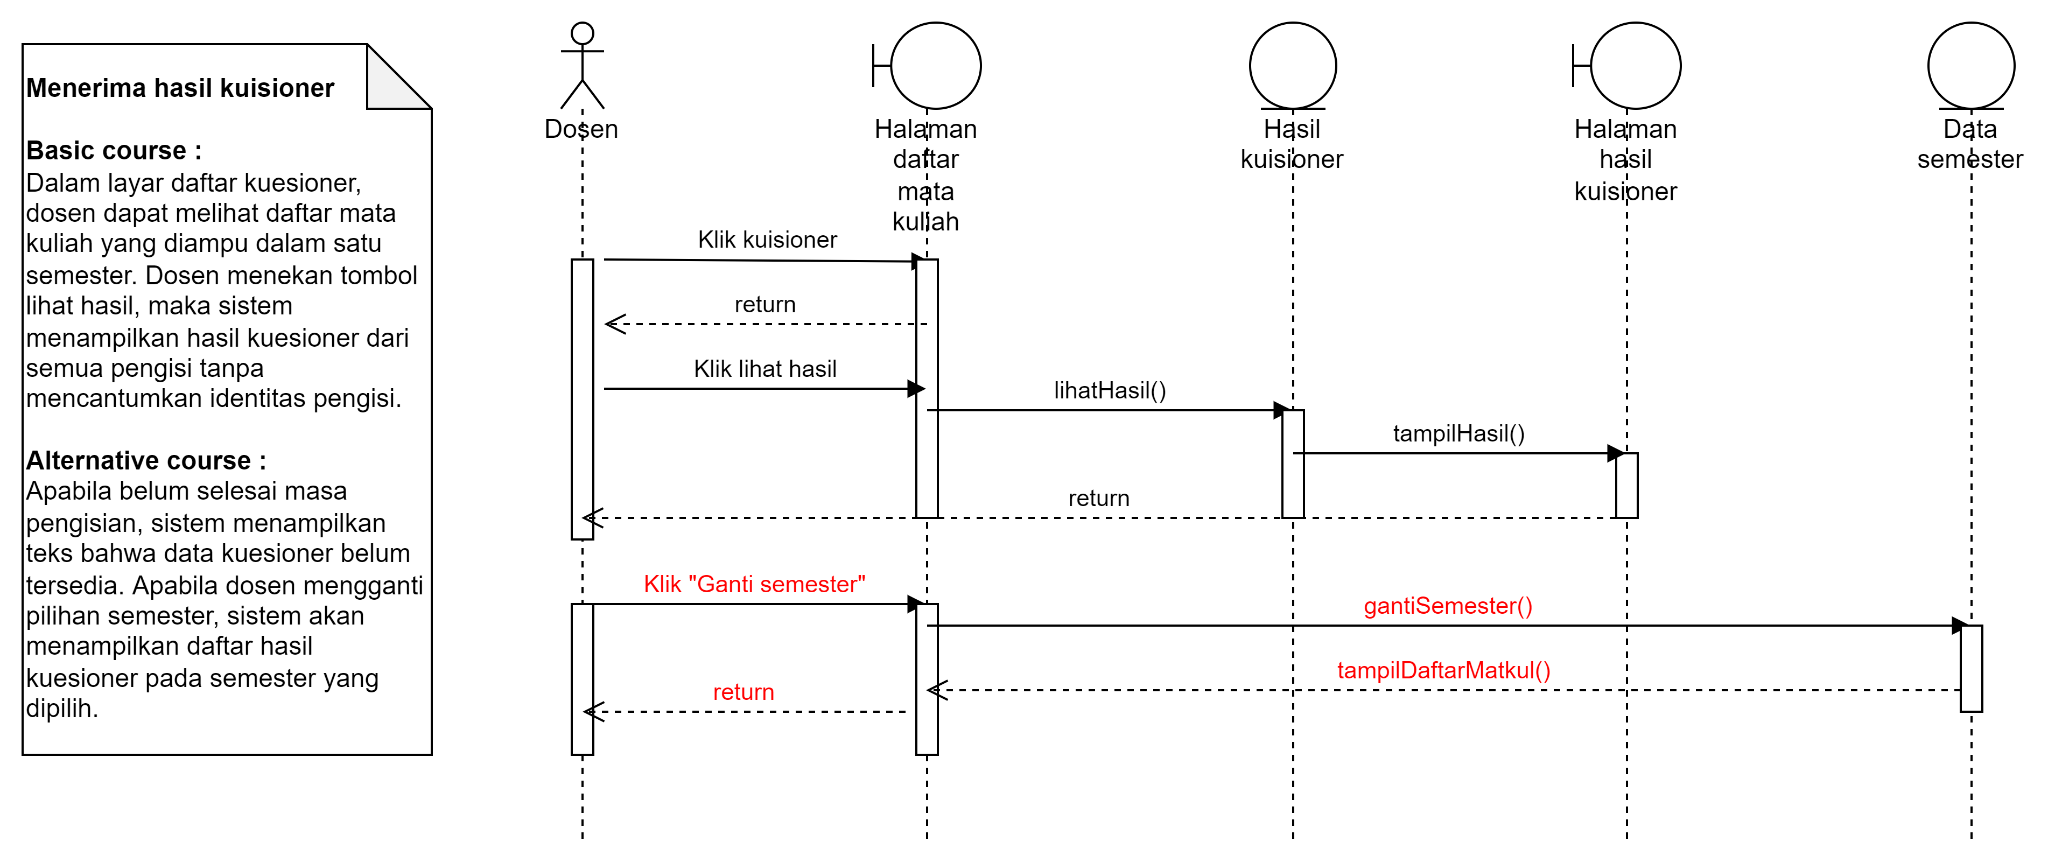 Menerima hasil kuisioner
Basic course :
Dalam layar daftar kuesioner,
dosen dapat melihat daftar mata
kuliah yang diampu dalam satu
semester. Dosen menekan tombol
lihat hasil, maka sistem
menampilkan hasil kuesioner dari
semua pengisi tanpa
mencantumkan identitas pengisi.
Alternative course :
Apabila belum selesai masa
pengisian, sistem menampilkan
teks bahwa data kuesioner belum
tersedia. Apabila dosen mengganti
pilihan semester, sistem akan
menampilkan daftar hasil
kuesioner pada semester yang
dipilih.
Dosen
Halaman
daftar
mata
kuliah
Hasil
kuisioner
Halaman
hasil
kuisioner
Data
semester
Klik kuisioner
return
Klik lihat hasil
lihatHasil()
tampilHasil()
return
Klik "Ganti semester"
gantiSemester()
tampilDaftarMatkul()
return